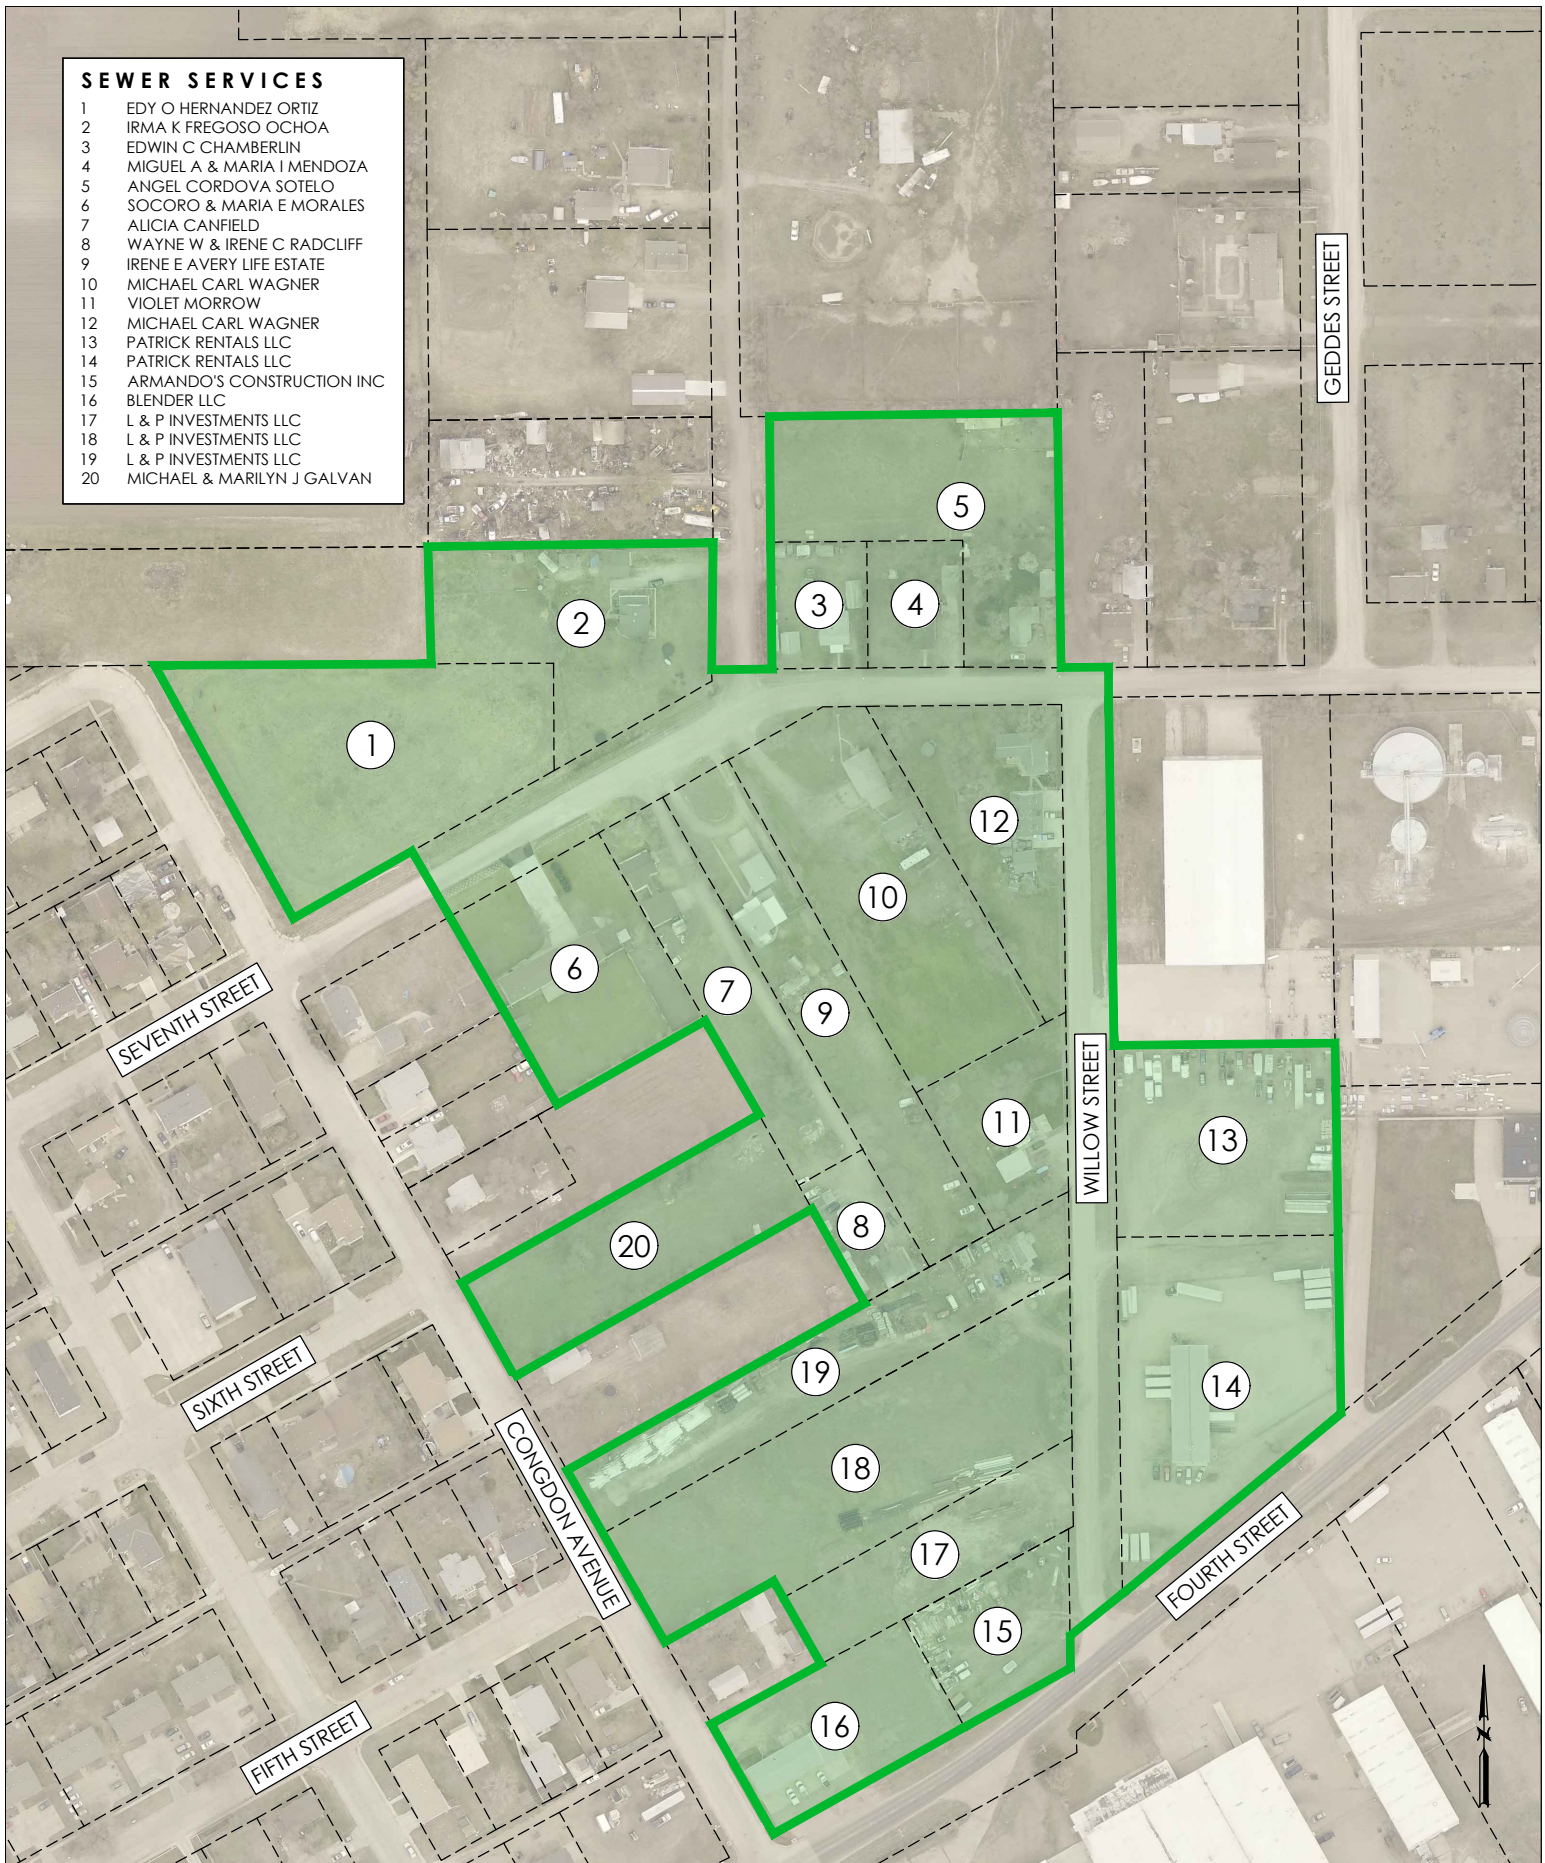 SEWER SERVICES
1 EDY O HERNANDEZ ORTIZ
2 IRMA K FREGOSO OCHOA
3 EDWIN C CHAMBERLIN
4 MIGUEL A & MARIA I MENDOZA
5 ANGEL CORDOVA SOTELO
6 SOCORO & MARIA E MORALES
7 ALICIA CANFIELD
8 WAYNE W & IRENE C RADCLIFF
9 IRENE E AVERY LIFE ESTATE
10 MICHAEL CARL WAGNER
11 VIOLET MORROW
12 MICHAEL CARL WAGNER
13 PATRICK RENTALS LLC
14 PATRICK RENTALS LLC
15 ARMANDO'S CONSTRUCTION INC
16 BLENDER LLC
17 L & P INVESTMENTS LLC
18 L & P INVESTMENTS LLC
19 L & P INVESTMENTS LLC
20 MICHAEL & MARILYN J GALVAN
GEDDES STREET
5
3
4
2
1
12
10
6
7
9
SEVENTH STREET
WILLOW STREET
11
13
8
20
19
14
SIXTH STREET
18
CONGDON AVENUE
17
FOURTH STREET
15
16
FIFTH STREET
N